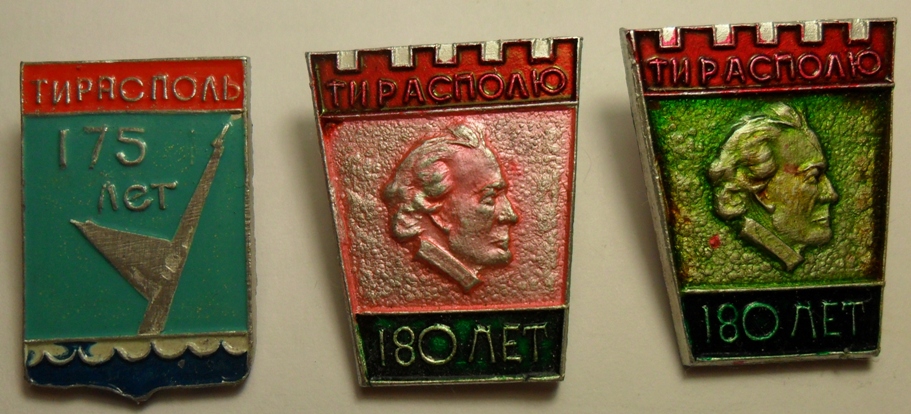 ТИРАСПОЛЬ
175
лет
ТИРАСПОЛЮ
180 ЛЕТ
ТИРАСПОЛЮ
180 ЛЕТ